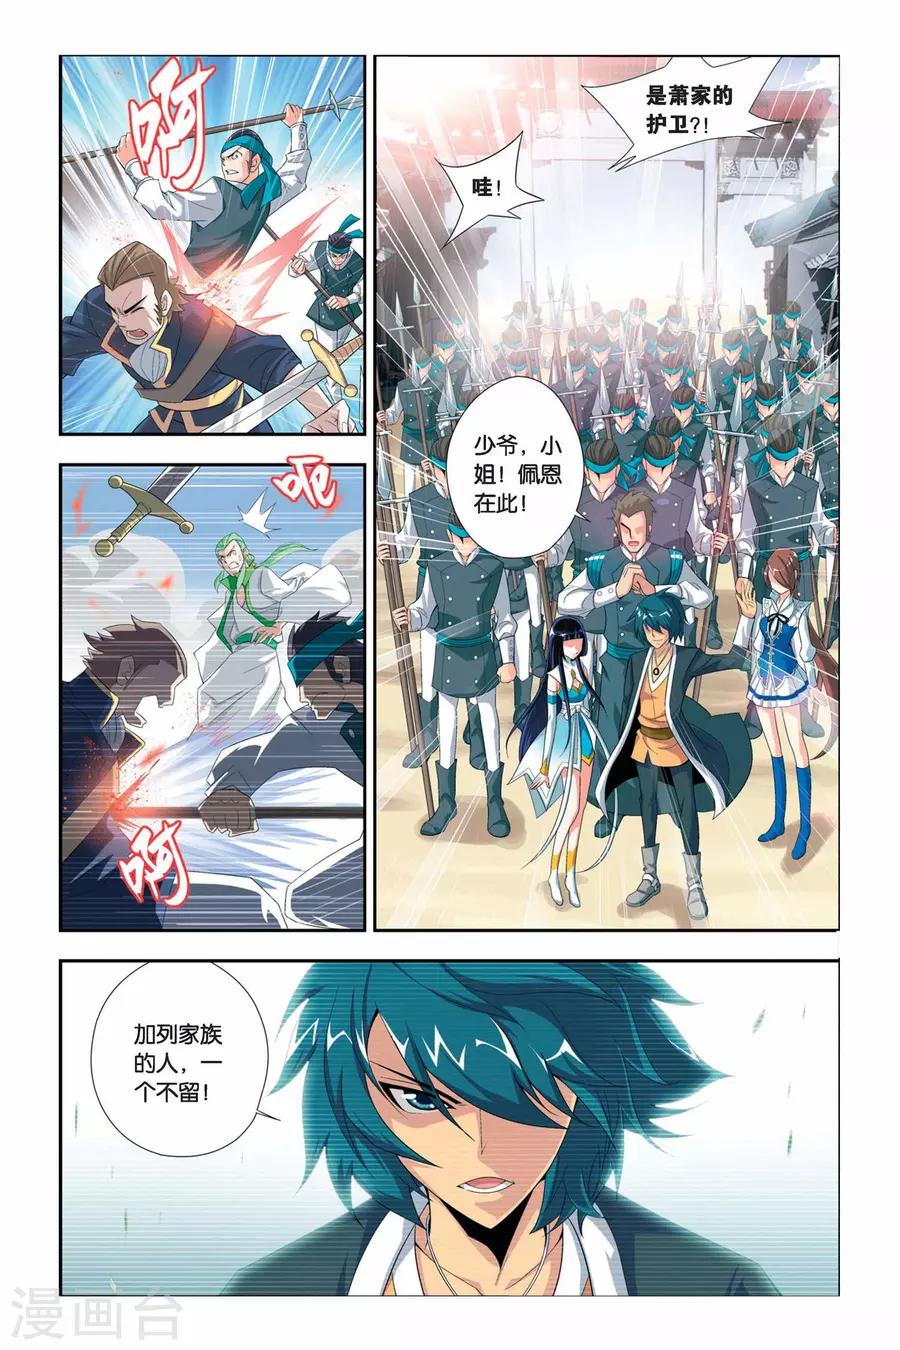 是萧家的
护卫?!
哇!
少爷，小
姐！佩恩
在此！
啊
呃
啊
加列家族
的人，一
个不留！
漫画台